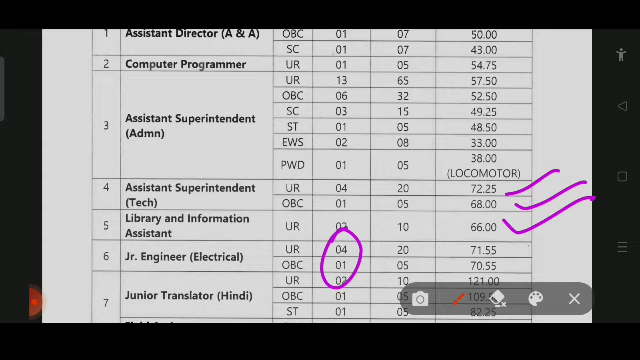 1 Assistant Director (A & A) OBC 01 07 50.00
SC 01 07 43.00
2 Computer Programmer UR 01 05 54.75
3 Assistant Superintendent (Admn) UR 13 65 57.50
OBC 06 32 52.50
SC 03 15 49.25
ST 01 05 48.50
EWS 02 08 33.00
PWD 01 05 38.00 (LOCOMOTOR)
4 Assistant Superintendent (Tech) UR 04 20 72.25
OBC 01 05 68.00
5 Library and Information Assistant UR 02 10 66.00
6 Jr. Engineer (Electrical) UR 04 20 71.55
OBC 01 05 70.55
7 Junior Translator (Hindi) UR 02 10 121.00
OBC 01 05
ST 01 05 82.25